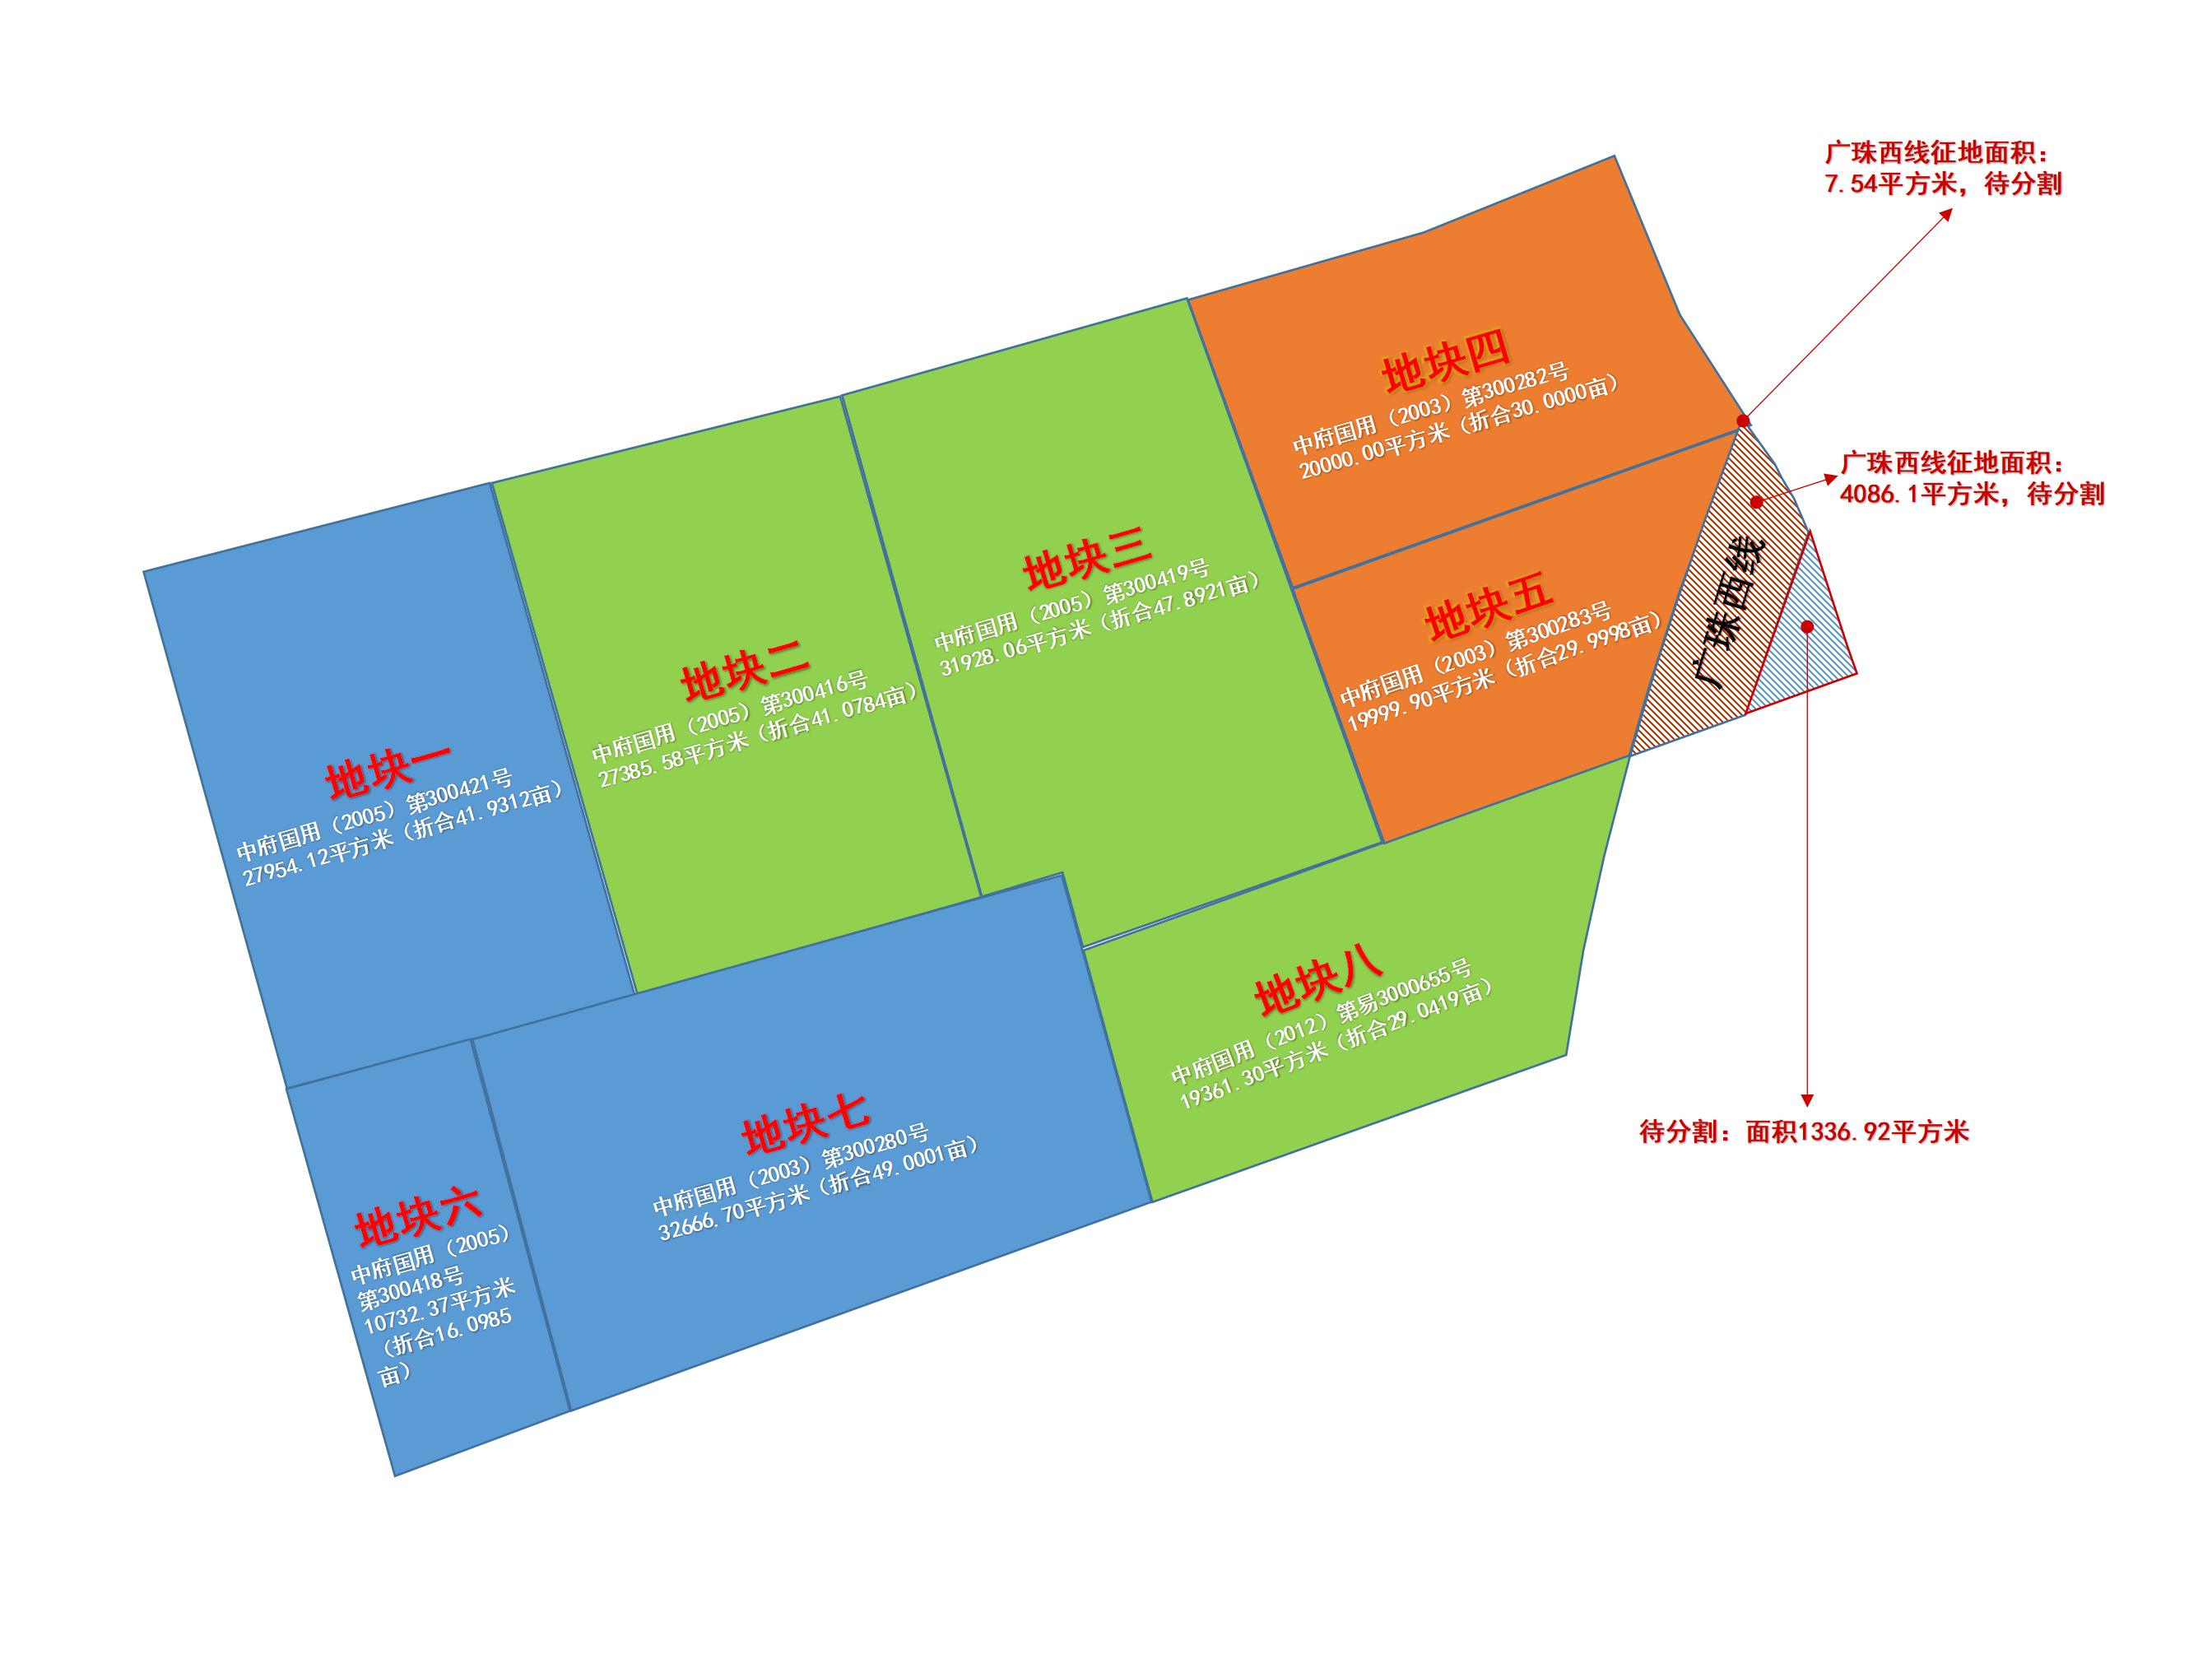 广珠西线征地面积：
7.54平方米，待分割
地块四
中府国用（2003）第300282号
20000.00平方米（折合30.0000亩）
广珠西线征地面积：
4086.1平方米，待分割
地块三
中府国用（2005）第300419号
31928.06平方米（折合47.8921亩）
地块五
中府国用（2003）第300283号
19999.90平方米（折合29.9998亩）
广珠西线
地块二
中府国用（2005）第300416号
27385.58平方米（折合41.0784亩）
地块一
中府国用（2005）第300421号
27954.12平方米（折合41.9312亩）
地块八
中府国用（2012）第易3000655号
19361.30平方米（折合29.0419亩）
待分割：面积1336.92平方米
地块七
中府国用（2003）第300280号
32666.70平方米（折合49.0001亩）
地块六
中府国用（2005）
第300418号
10732.37平方米
（折合16.0985
亩）